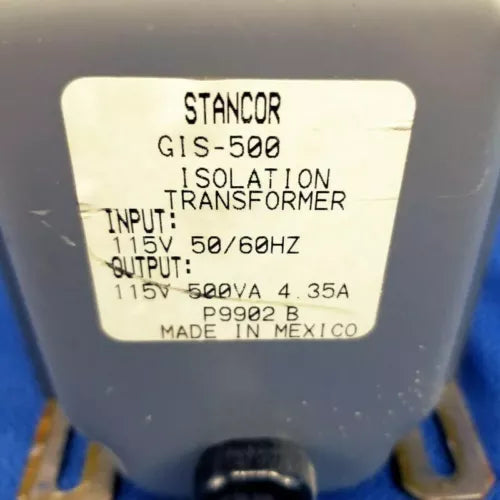 STANCOR
GIS-500
ISOLATION
TRANSFORMER
INPUT:
115V 50/60HZ
OUTPUT:
115V 500VA 4.35A
P9902 B
MADE IN MEXICO